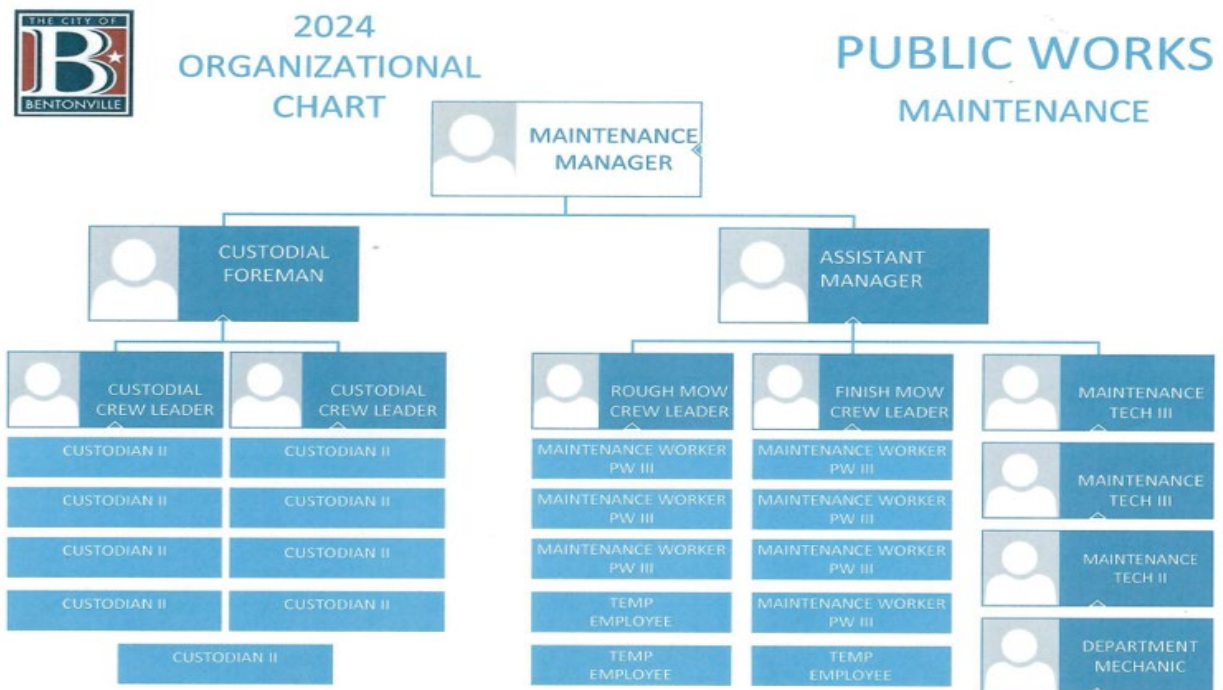 THE CITY OF
B
BENTONVILLE
2024
ORGANIZATIONAL
CHART
PUBLIC WORKS
MAINTENANCE
MAINTENANCE
MANAGER
CUSTODIAL
FOREMAN
ASSISTANT
MANAGER
CUSTODIAL
CREW LEADER
CUSTODIAN II
CUSTODIAN II
CUSTODIAN II
CUSTODIAN II
CUSTODIAL
CREW LEADER
CUSTODIAN II
CUSTODIAN II
CUSTODIAN II
CUSTODIAN II
CUSTODIAN II
ROUGH MOW
CREW LEADER
MAINTENANCE WORKER
PW III
MAINTENANCE WORKER
PW III
MAINTENANCE WORKER
PW III
TEMP
EMPLOYEE
TEMP
EMPLOYEE
FINISH MOW
CREW LEADER
MAINTENANCE WORKER
PW III
MAINTENANCE WORKER
PW III
MAINTENANCE WORKER
PW III
MAINTENANCE WORKER
PW III
TEMP
EMPLOYEE
MAINTENANCE
TECH III
MAINTENANCE
TECH III
MAINTENANCE
TECH II
DEPARTMENT
MECHANIC